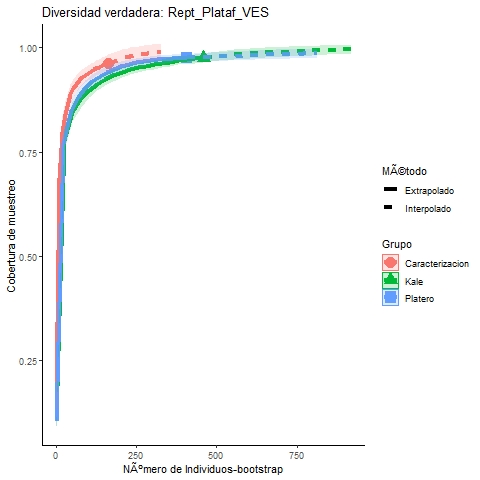 Diversidad verdadera: Rept_Plataf_VES
1.00
0.75
0.50
0.25
Cobertura de muestreo
0
250
500
750
NÃºmero de Individuos-bootstrap
MÃ©todo
Extrapolado
Interpolado
Grupo
Caracterizacion
Kale
Platero